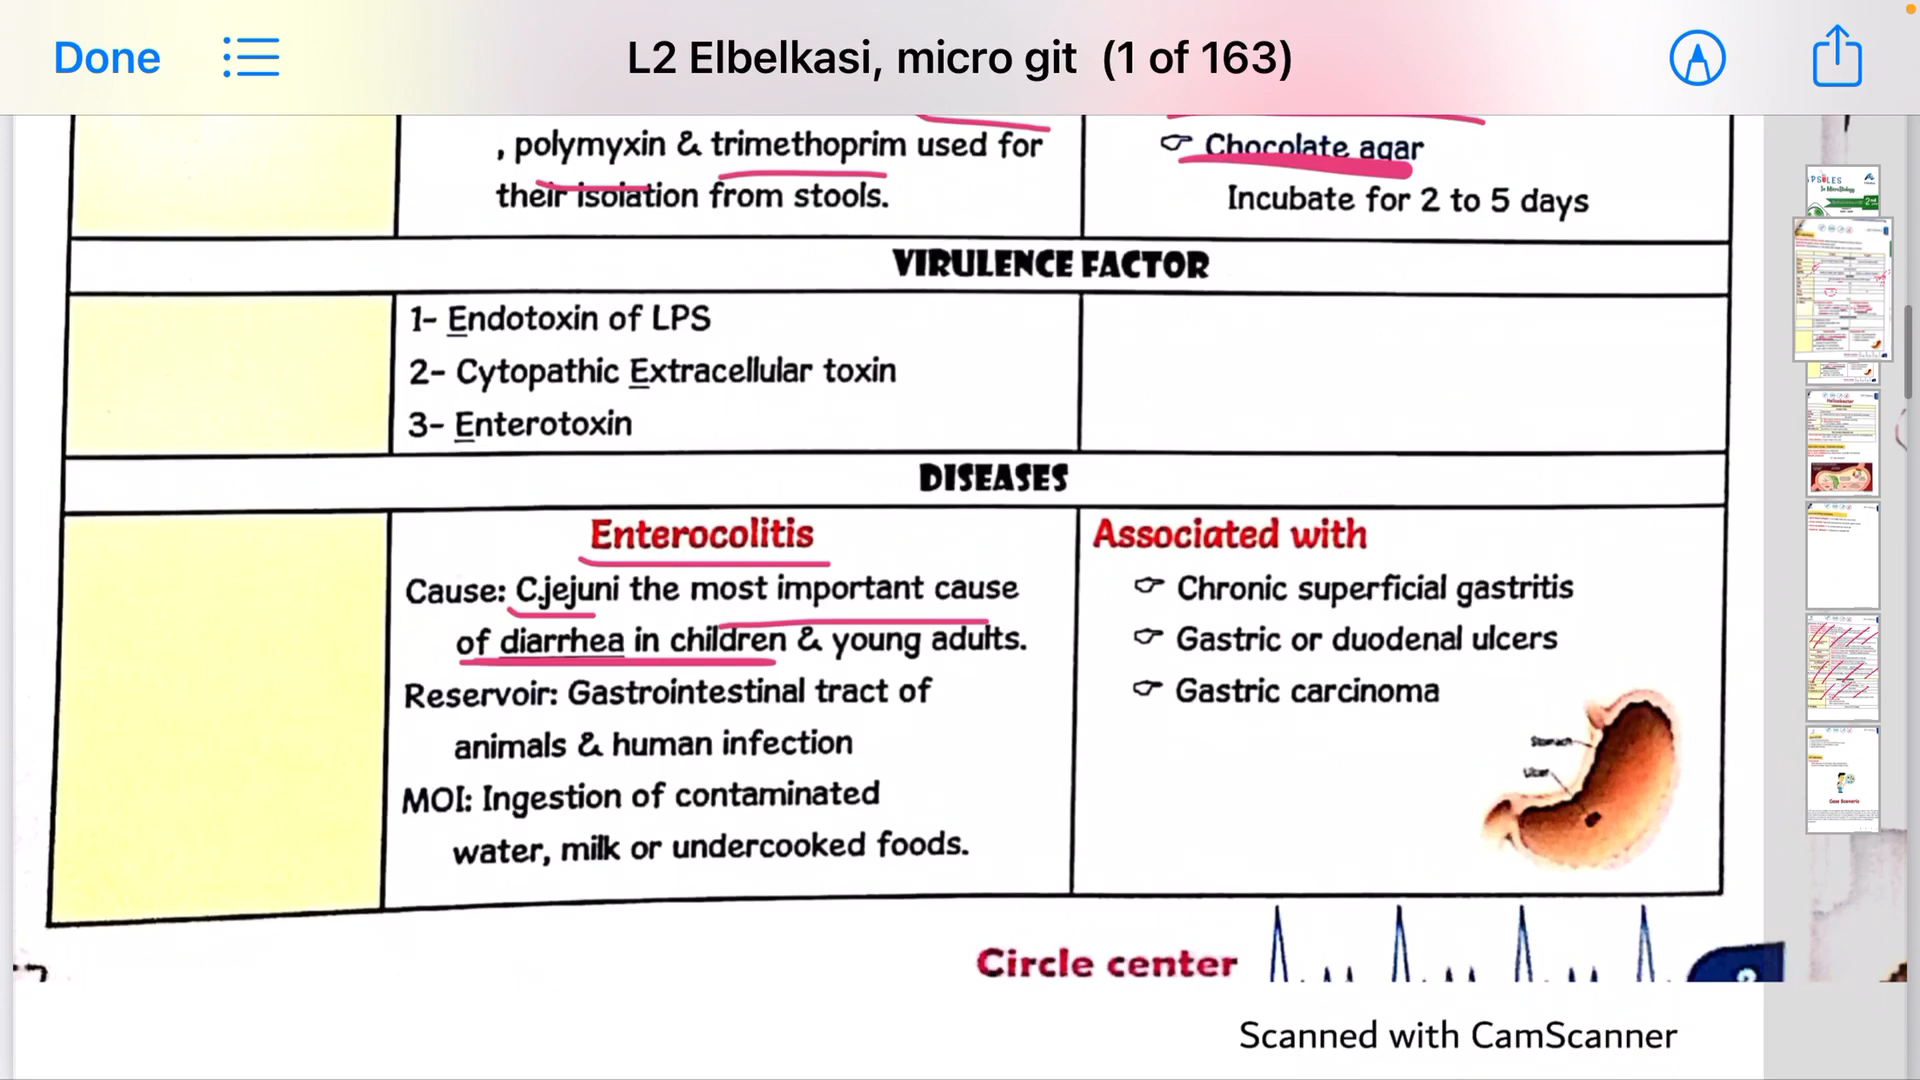 Done
L2 Elbelkasi, micro git (1 of 163)
, polymyxin & trimethoprim used for
their isolation from stools.
Chocolate agar
Incubate for 2 to 5 days
VIRULENCE FACTOR
1- Endotoxin of LPS
2- Cytopathic Extracellular toxin
3- Enterotoxin
DISEASES
Enterocolitis
Cause: C.jejuni the most important cause
of diarrhea in children & young adults.
Reservoir: Gastrointestinal tract of
animals & human infection
MOI: Ingestion of contaminated
water, milk or undercooked foods.
Associated with
Chronic superficial gastritis
Gastric or duodenal ulcers
Gastric carcinoma
Stomach
Ulcer
Circle center
Scanned with CamScanner
Helicobacter
Case Scenario